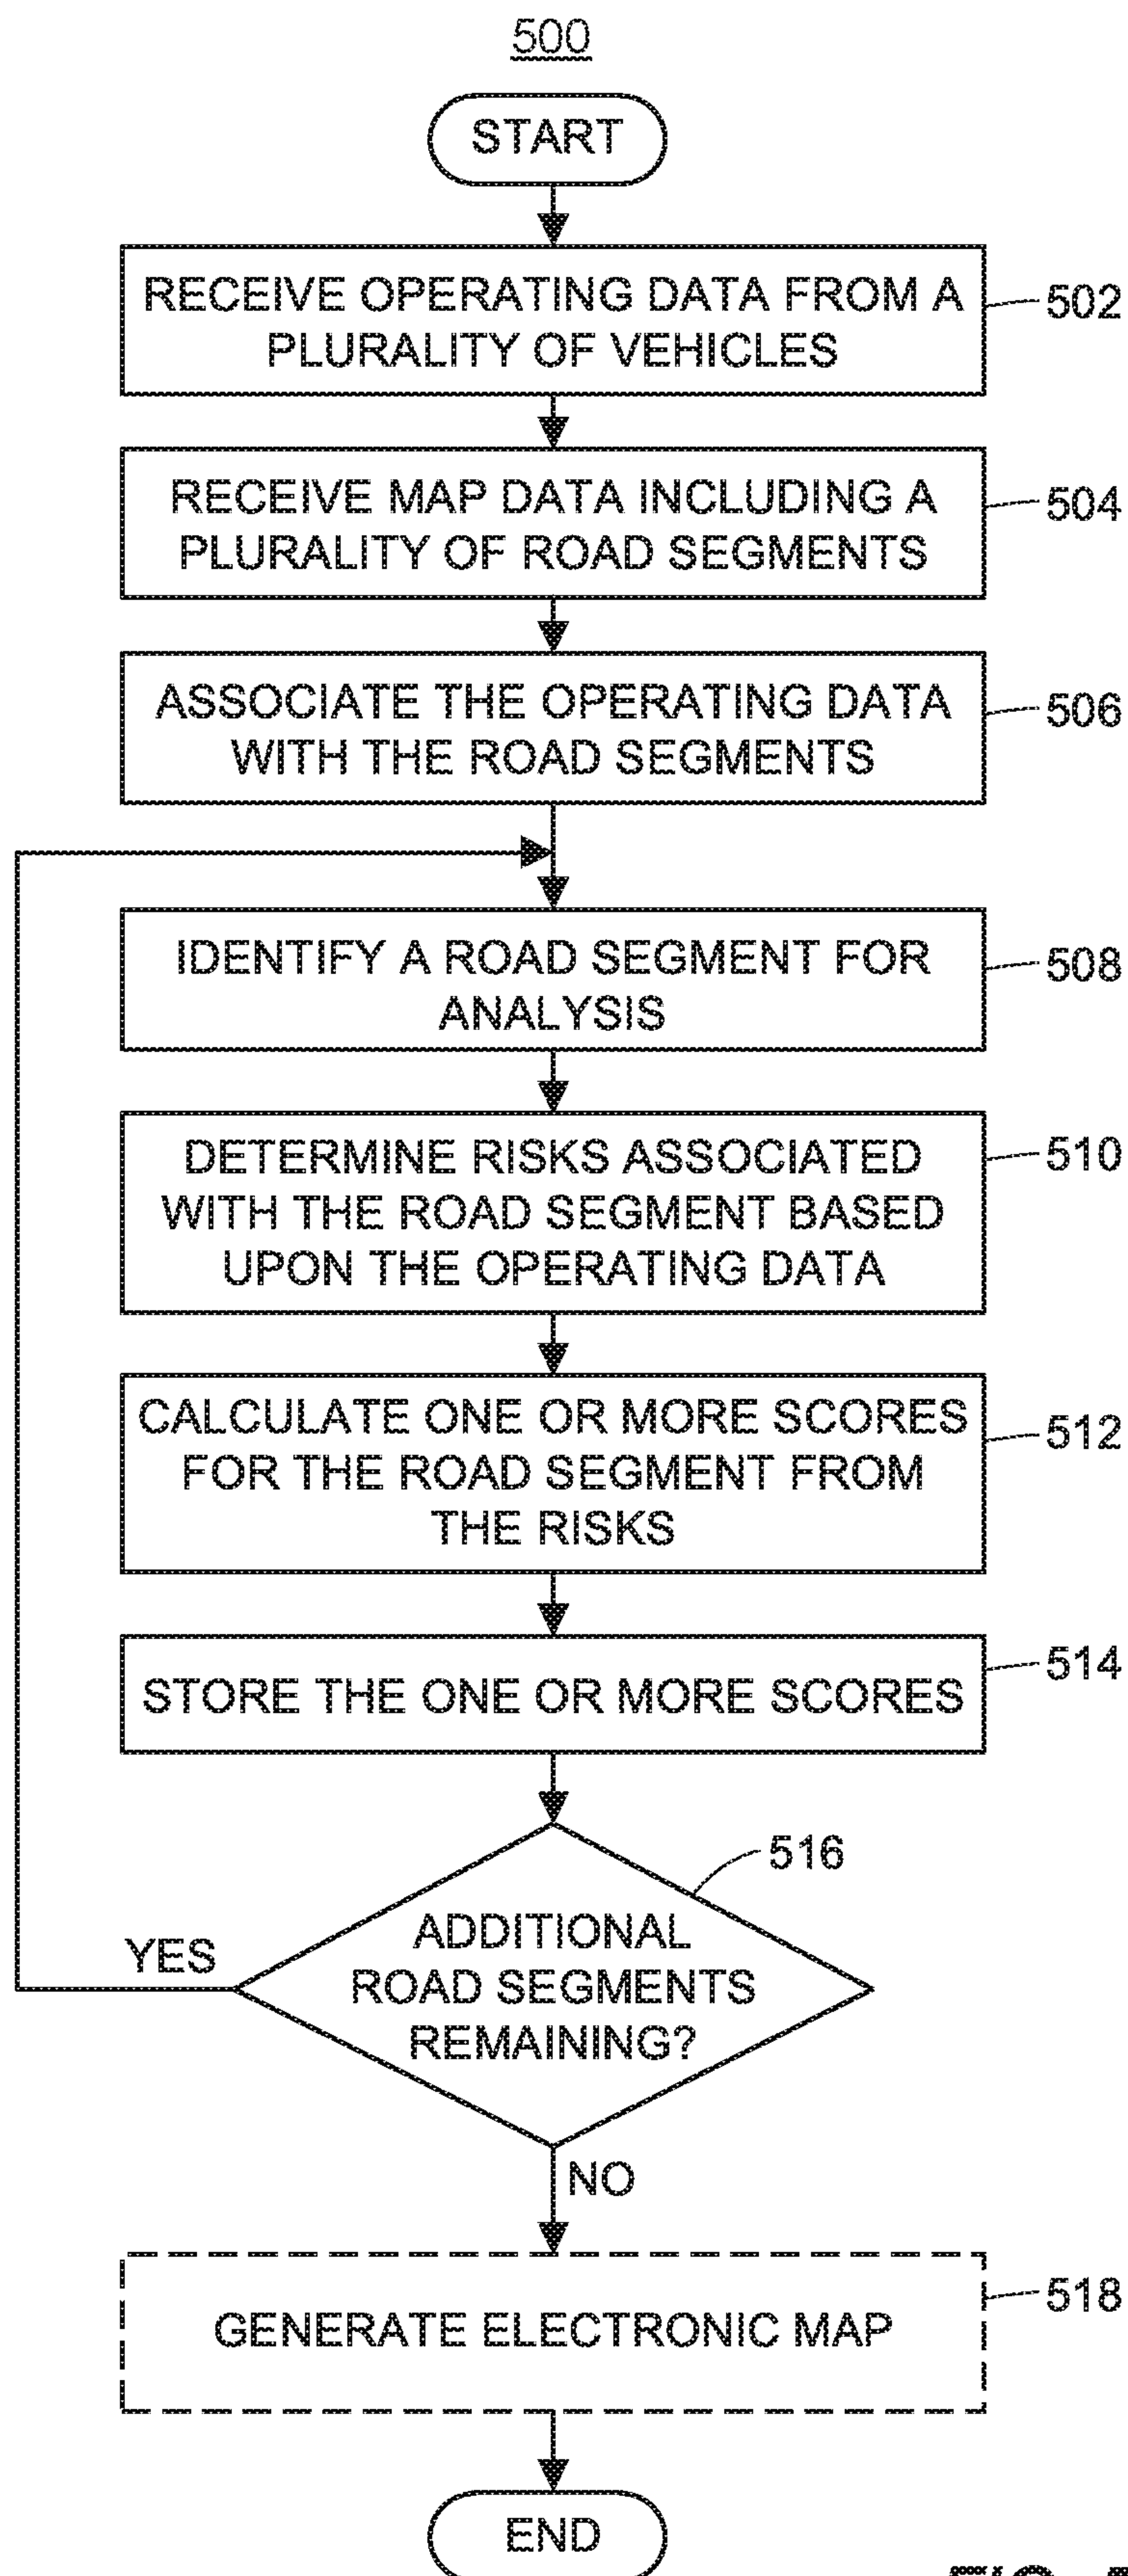 500
START
RECEIVE OPERATING DATA FROM A
PLURALITY OF VEHICLES
502
RECEIVE MAP DATA INCLUDING A
PLURALITY OF ROAD SEGMENTS
504
ASSOCIATE THE OPERATING DATA
WITH THE ROAD SEGMENTS
506
IDENTIFY A ROAD SEGMENT FOR
ANALYSIS
508
DETERMINE RISKS ASSOCIATED
WITH THE ROAD SEGMENT BASED
UPON THE OPERATING DATA
510
CALCULATE ONE OR MORE SCORES
FOR THE ROAD SEGMENT FROM
THE RISKS
512
STORE THE ONE OR MORE SCORES
514
516
ADDITIONAL
ROAD SEGMENTS
REMAINING?
YES
NO
GENERATE ELECTRONIC MAP
518
END